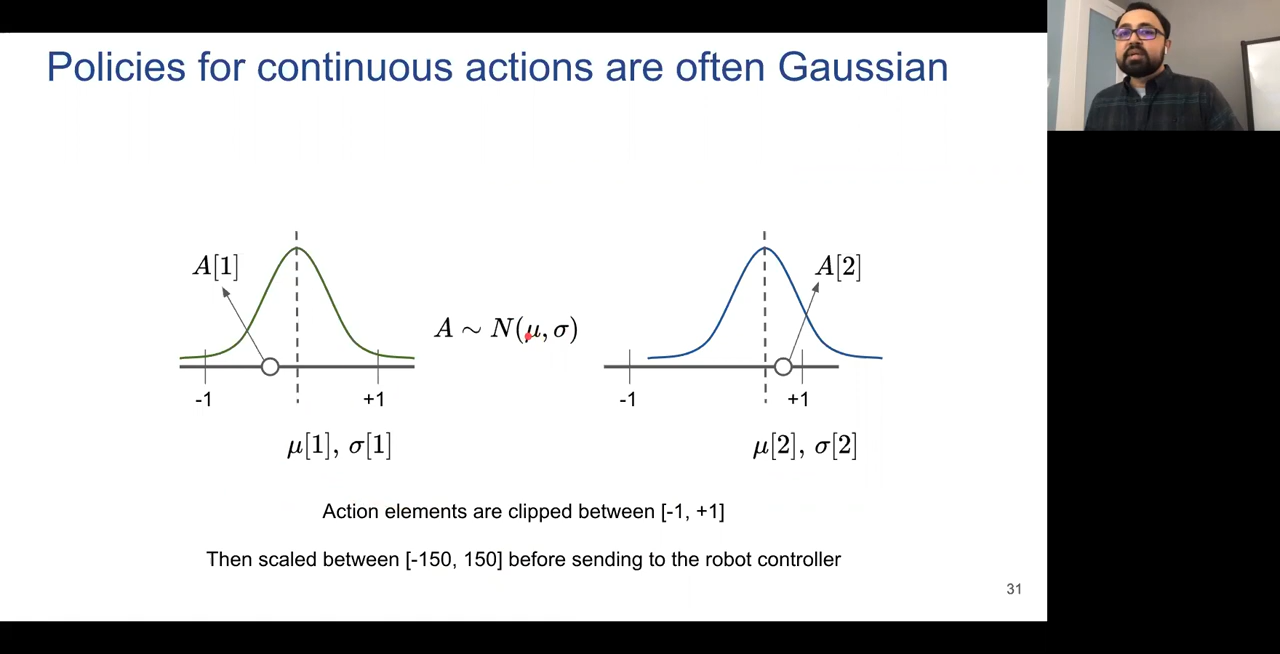 Policies for continuous actions are often Gaussian
A[1]
A[2]
A ∼ N(μ, σ)
-1
+1
-1
+1
μ[1], σ[1]
μ[2], σ[2]
Action elements are clipped between [-1, +1]
Then scaled between [-150, 150] before sending to the robot controller
31